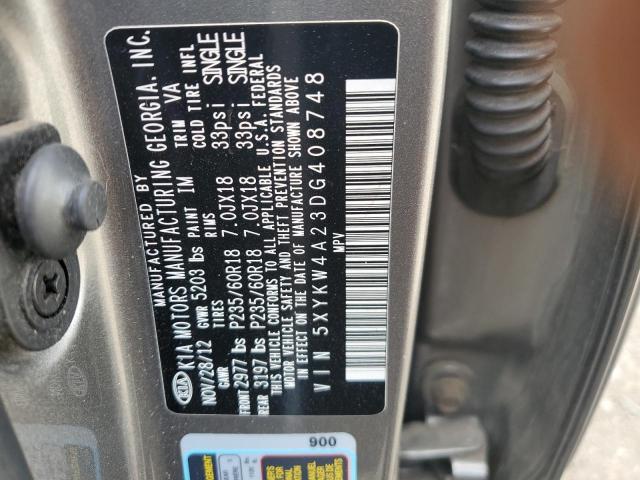 MANUFACTURED BY
KIA KIA MOTORS MANUFACTURING GEORGIA. INC.
NOV/28/12 GVWR 5203 lbs PAINT IM TRIM VA
GAWR TIRES RIMS COLD TIRE INFL
FRONT 2977 lbs P235/60R18 7.0JX18 33psi SINGLE
REAR 3197 lbs P235/60R18 7.0JX18 33psi SINGLE
THIS VEHICLE CONFORMS TO ALL APPLICABLE U.S.A. FEDERAL
MOTOR VEHICLE SAFETY AND THEFT PREVENTION STANDARDS
IN EFFECT ON THE DATE OF MANUFACTURE SHOWN ABOVE
VIN 5XYKW4A23DG408748
MPV
900